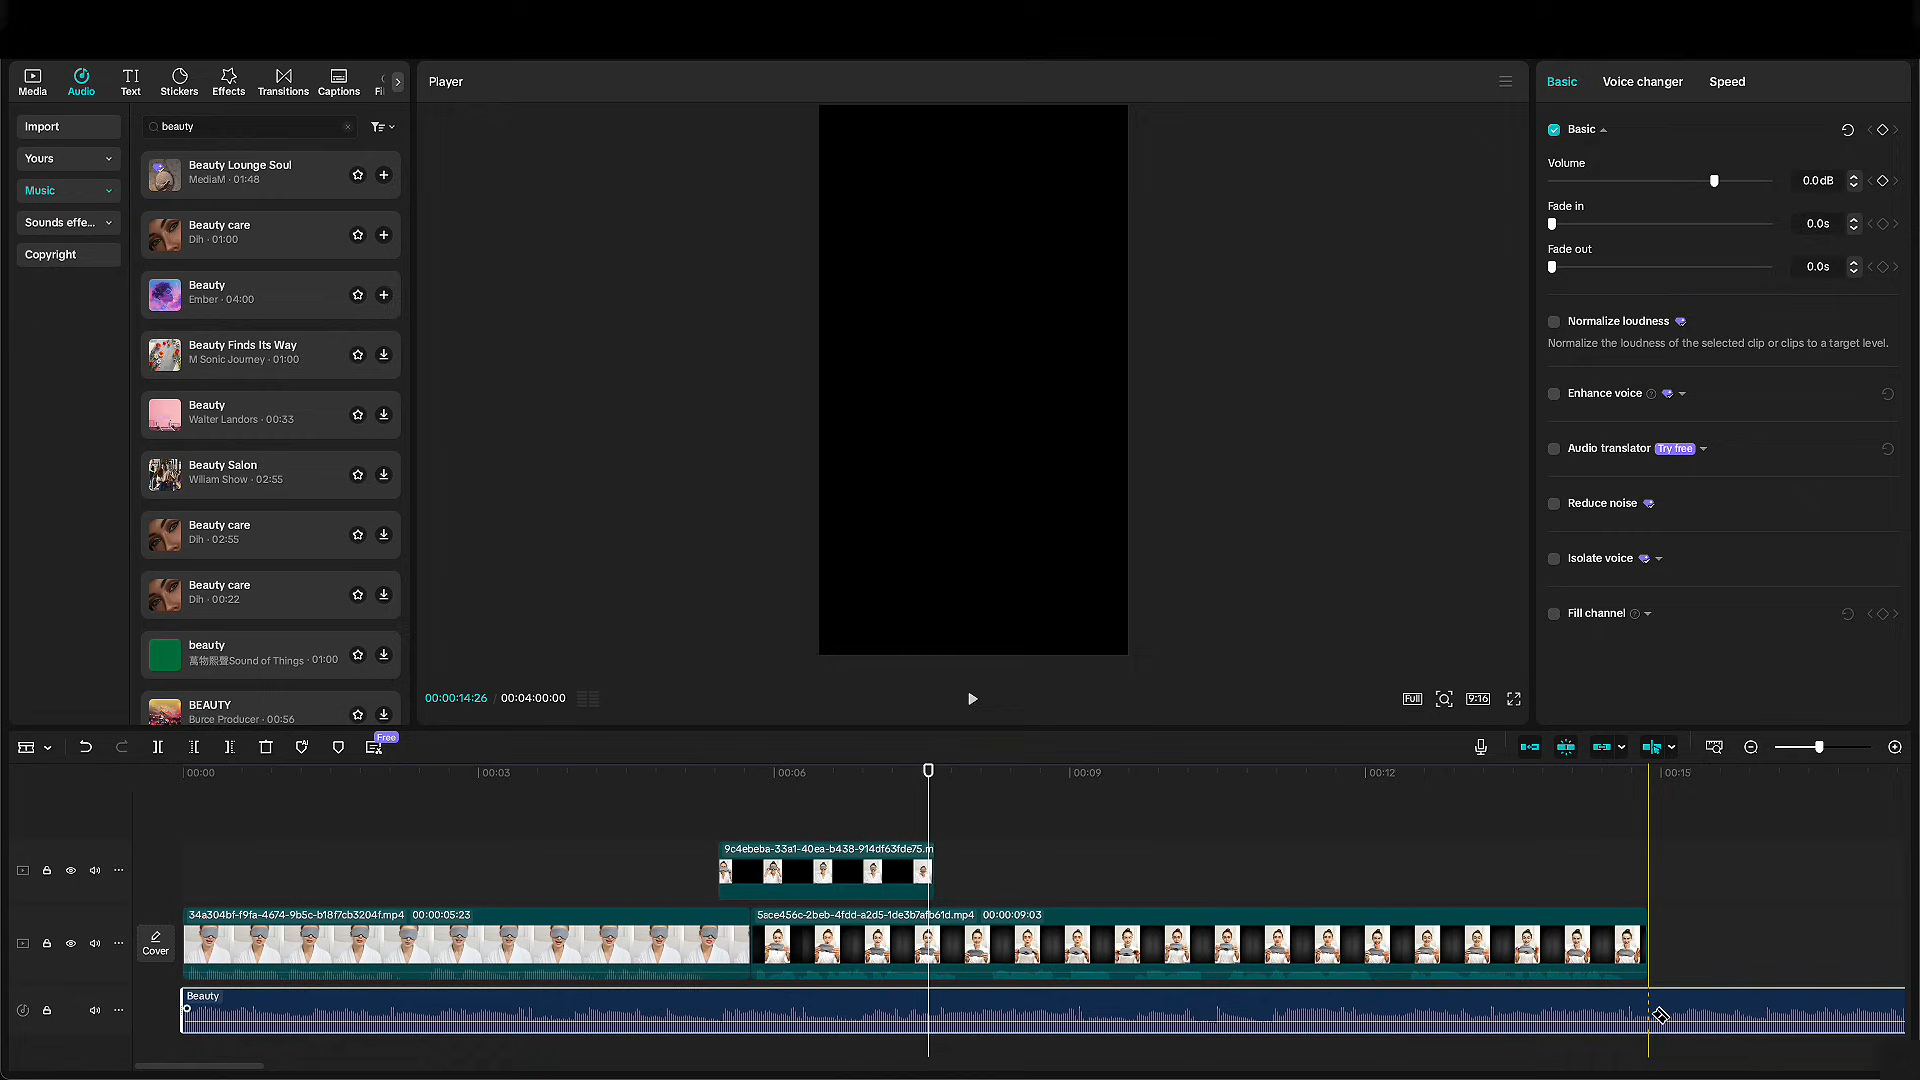 Media
Audio
Text
Stickers
Effects
Transitions
Captions
Fi
Player
Basic
Voice changer
Speed
Import
Yours
Music
Sounds effe...
Copyright
beauty
Beauty Lounge Soul
MediaM · 01:48
Beauty care
Dih · 01:00
Beauty
Ember · 04:00
Beauty Finds Its Way
M Sonic Journey · 01:00
Beauty
Walter Landors · 00:33
Beauty Salon
Wiliam Show · 02:55
Beauty care
Dih · 02:55
Beauty care
Dih · 00:22
beauty
萬物熙聲Sound of Things · 01:00
BEAUTY
Burce Producer · 00:56
00:00:14:26 / 00:04:00:00
Full
9:16
Basic
Volume
0.0dB
Fade in
0.0s
Fade out
0.0s
Normalize loudness
Normalize the loudness of the selected clip or clips to a target level.
Enhance voice
Audio translator Try free
Reduce noise
Isolate voice
Fill channel
Free
00:00
00:03
00:06
00:09
00:12
00:15
9c4ebeba-33a1-40ea-b438-914df63fde75.m
34a304bf-f9fa-4674-9b5c-b18f7cb3204f.mp4 00:00:05:23
5ace456c-2beb-4fdd-a2d5-1de3b7afb61d.mp4 00:00:09:03
Cover
Beauty